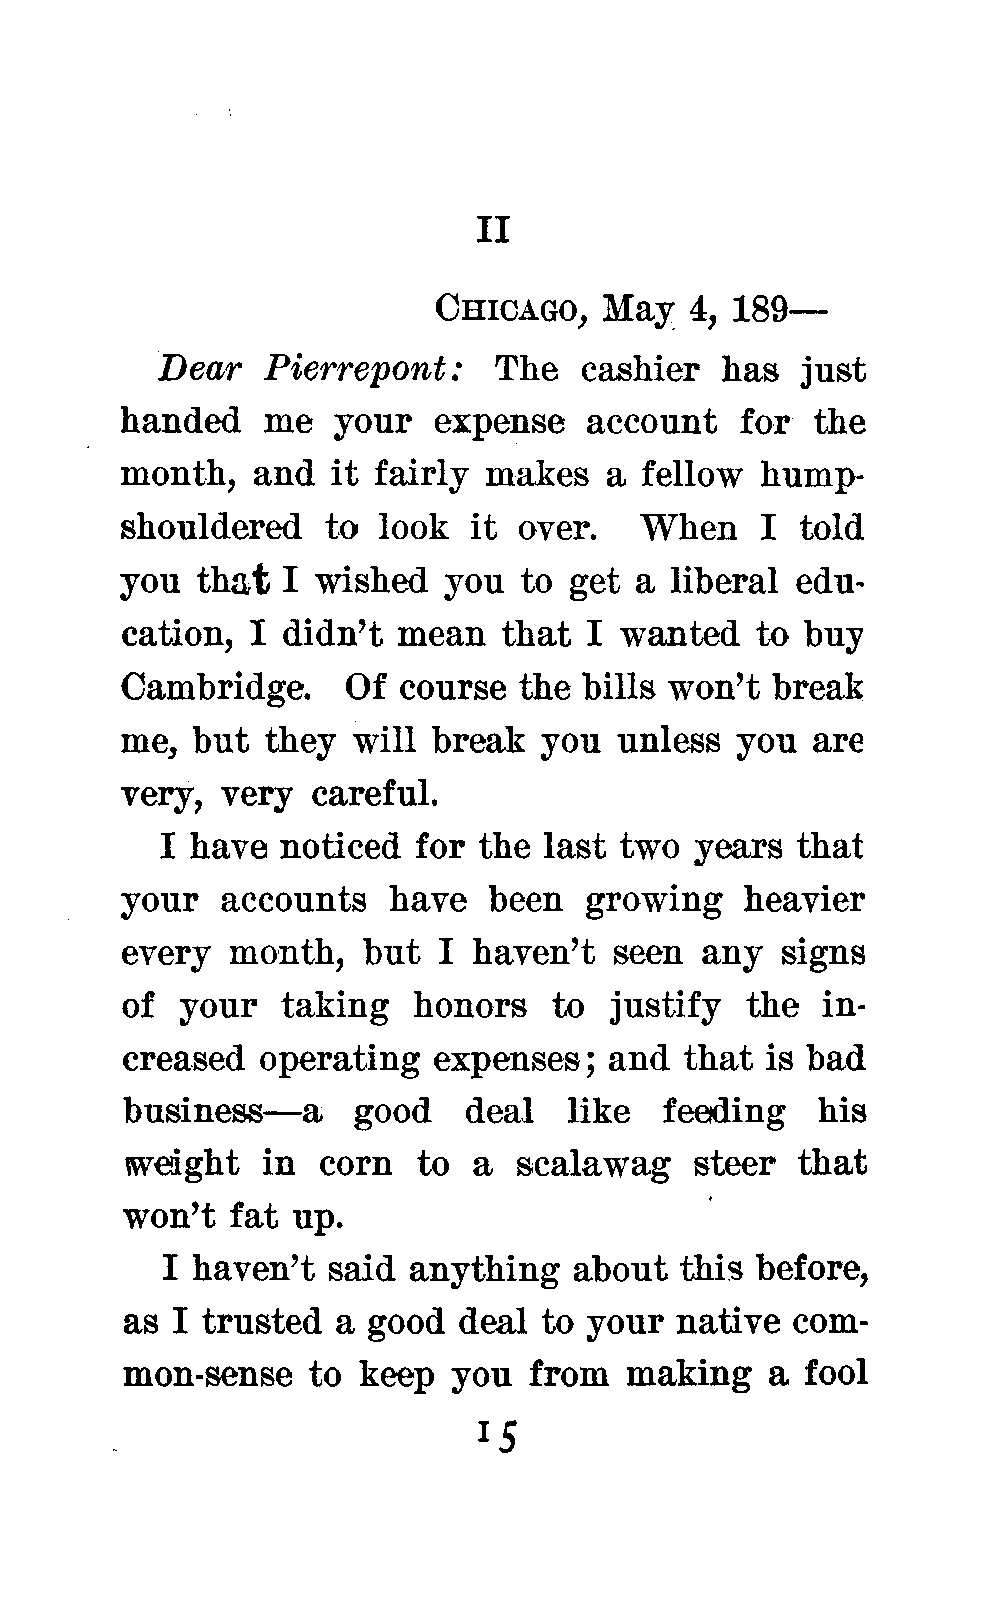 II
CHICAGO, May 4, 189—
Dear Pierrepont: The cashier has just
handed me your expense account for the
month, and it fairly makes a fellow hump-
shouldered to look it over. When I told
you that I wished you to get a liberal edu-
cation, I didn't mean that I wanted to buy
Cambridge. Of course the bills won't break
me, but they will break you unless you are
very, very careful.
I have noticed for the last two years that
your accounts have been growing heavier
every month, but I haven't seen any signs
of your taking honors to justify the in-
creased operating expenses; and that is bad
business—a good deal like feeding his
weight in corn to a scalawag steer that
won't fat up.
I haven't said anything about this before,
as I trusted a good deal to your native com-
mon-sense to keep you from making a fool
15